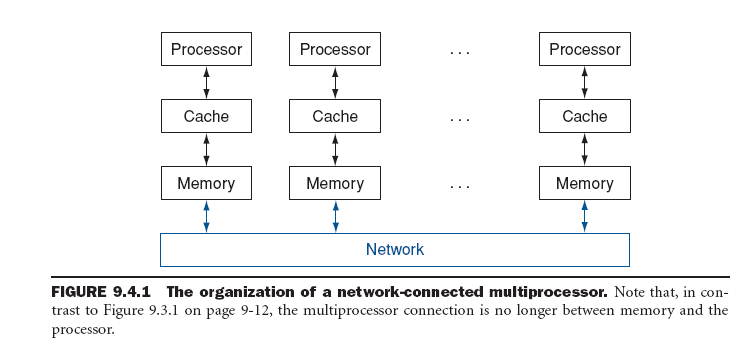 Processor Processor ... Processor
Cache Cache ... Cache
Memory Memory ... Memory
Network
FIGURE 9.4.1 The organization of a network-connected multiprocessor. Note that, in con-
trast to Figure 9.3.1 on page 9-12, the multiprocessor connection is no longer between memory and the
processor.